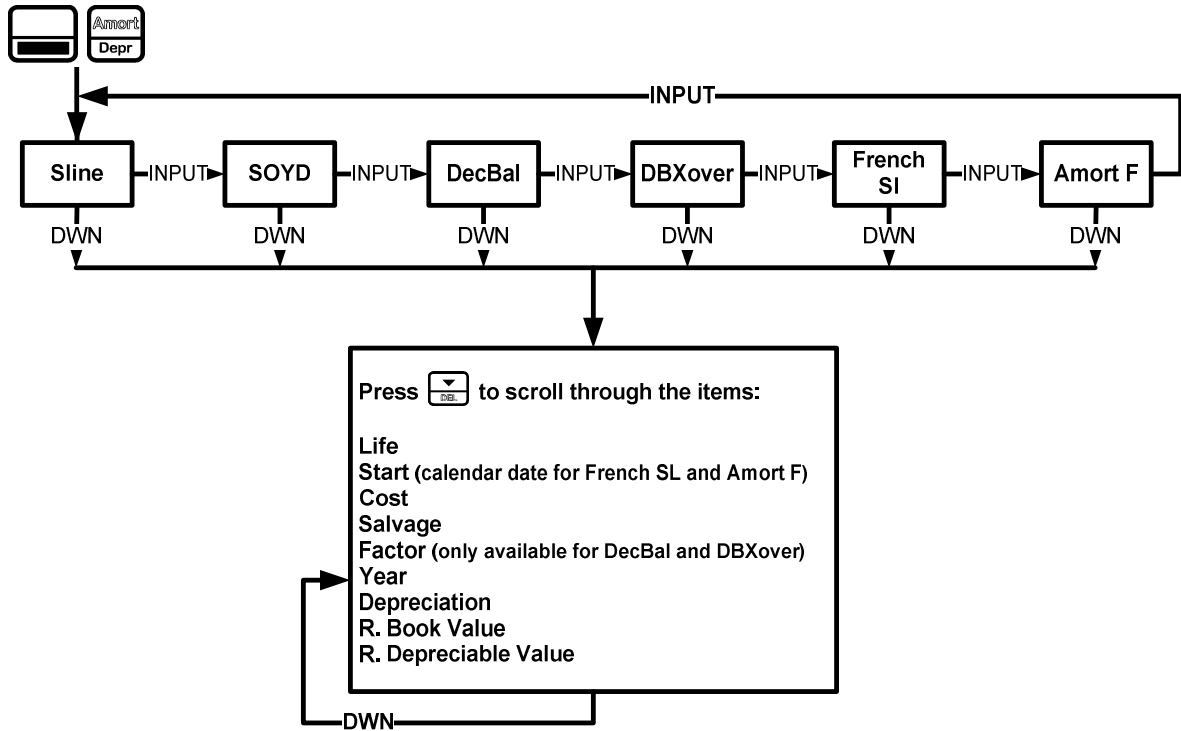 Amort
Depr
INPUT
Sline
INPUT
SOYD
INPUT
DecBal
INPUT
DBXover
INPUT
French
Sl
INPUT
Amort F
DWN
DWN
DWN
DWN
DWN
DWN
Press DEL to scroll through the items:
Life
Start (calendar date for French SL and Amort F)
Cost
Salvage
Factor (only available for DecBal and DBXover)
Year
Depreciation
R. Book Value
R. Depreciable Value
DWN